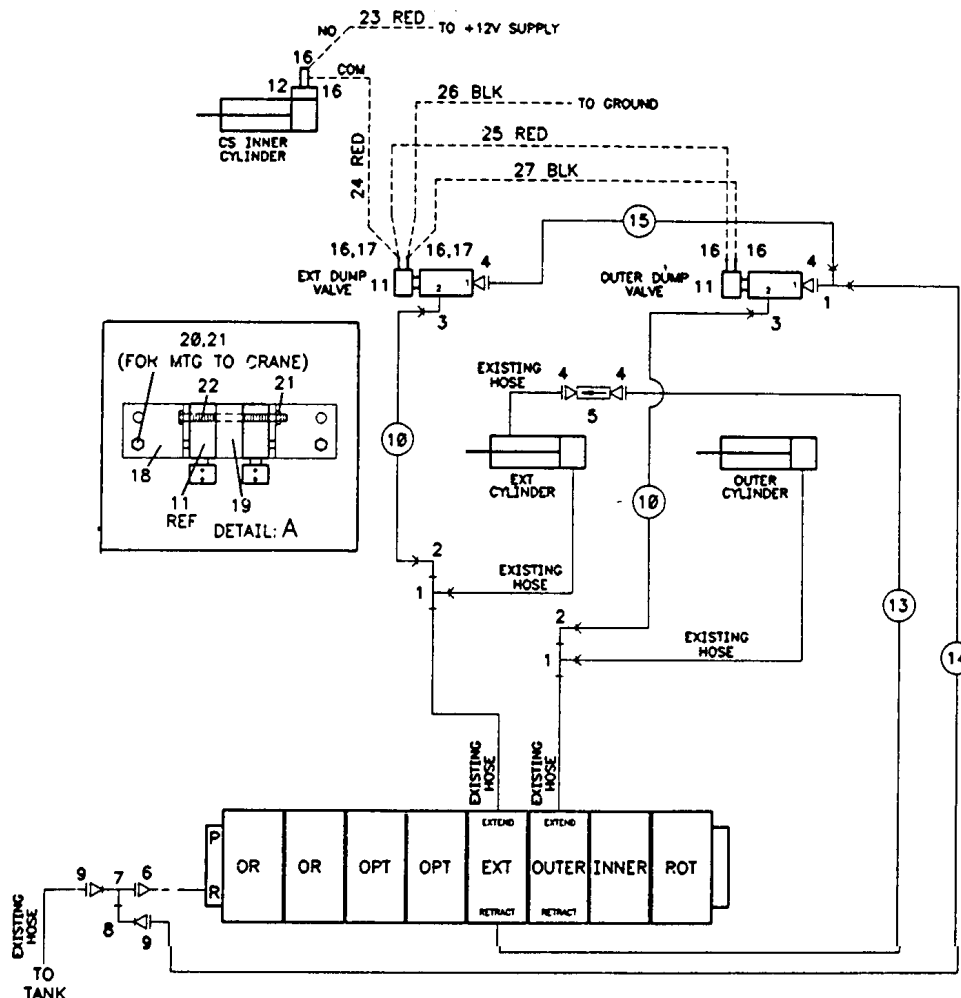 23 RED
NO
TO +12V SUPPLY
16
COM
12
16
CS INNER
CYLINDER
26 BLK
TO GROUND
25 RED
24 RED
27 BLK
15
16,17
16,17
4
EXT DUMP
VALVE
11
2
1
3
16
16
4
OUTER DUMP
VALVE
11
2
1
1
3
20,21
(FOR MTG TO CRANE)
22
21
18
11
REF
19
DETAIL: A
EXISTING
HOSE
4
4
5
10
EXT
CYLINDER
10
OUTER
CYLINDER
2
1
EXISTING
HOSE
13
2
1
EXISTING
HOSE
14
EXISTING
HOSE
EXISTING
HOSE
P
R
OR
OR
OPT
OPT
EXTEND
EXT
RETRACT
EXTEND
OUTER
RETRACT
INNER
ROT
9
7
6
8
9
EXISTING
HOSE
TO
TANK